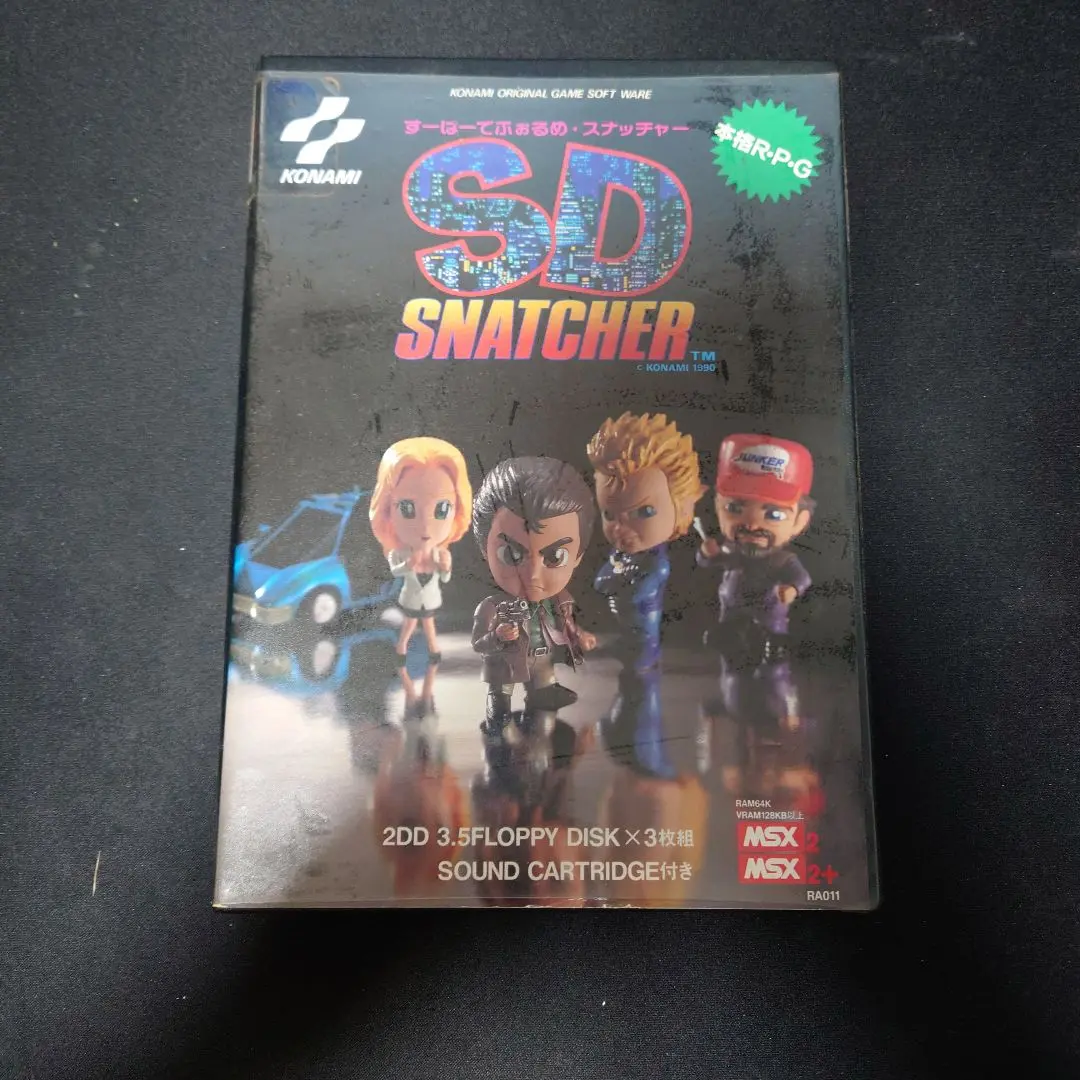 KONAMI ORIGINAL GAME SOFT WARE
KONAMI
すーぱーでふぉるめ・スナッチャー
本格R・P・G
SD
SNATCHER TM
© KONAMI 1990
JUNKER
2DD 3.5FLOPPY DISK×3枚組
SOUND CARTRIDGE付き
RAM64K
VRAM128KB以上
MSX 2
MSX 2+
RA011